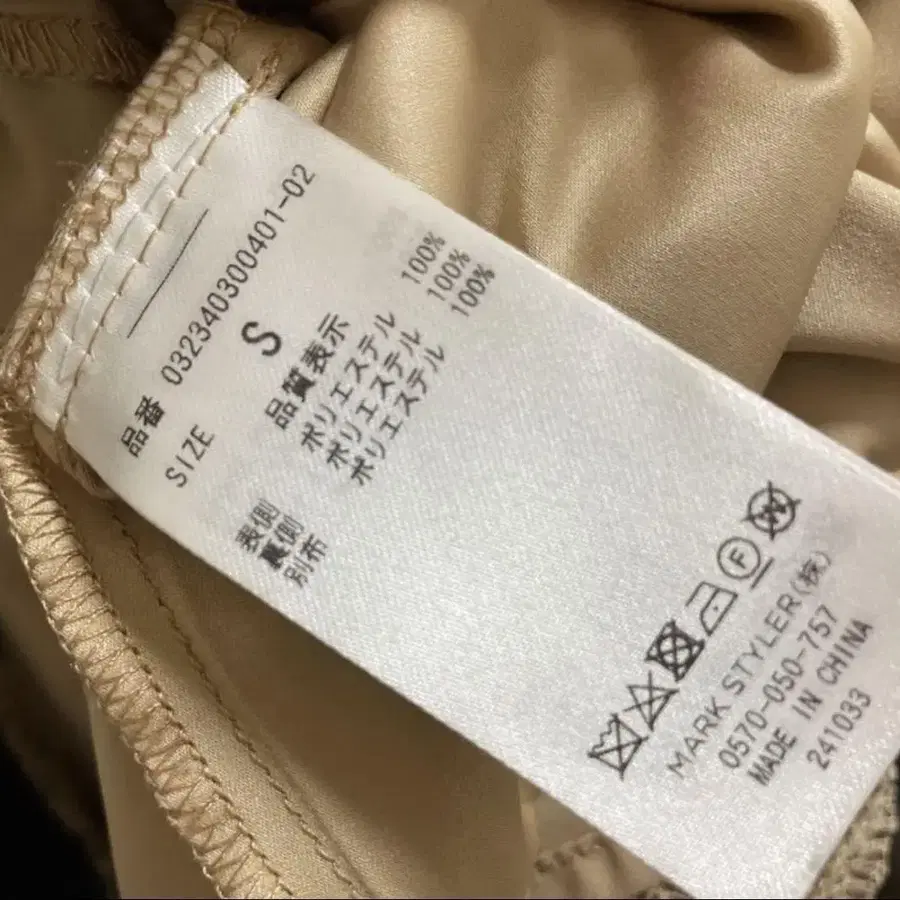 品番 032340300401-02
SIZE S
品質表示
表側 ポリエステル 100%
裏側 ポリエステル 100%
別布 ポリエステル 100%
F W
MARK STYLER(株)
0570-050-757
MADE IN CHINA
241033